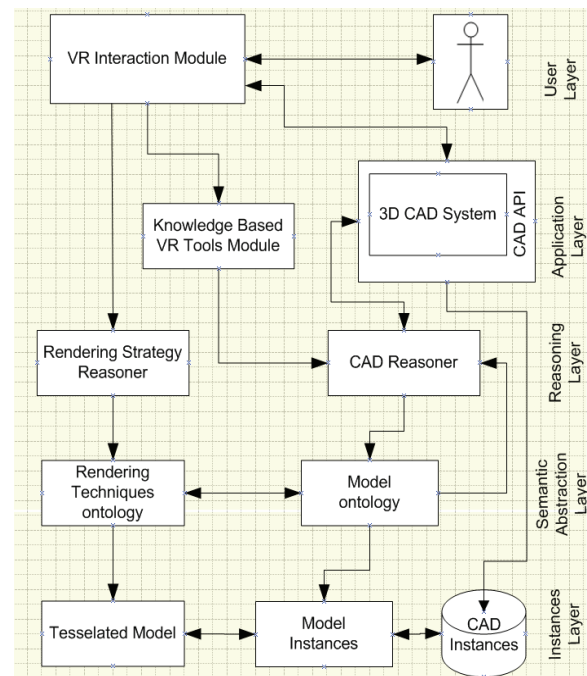 VR Interaction Module
User
Layer
3D CAD System
CAD API
Application
Layer
Knowledge Based
VR Tools Module
Rendering Strategy
Reasoner
CAD Reasoner
Reasoning
Layer
Rendering
Techniques
ontology
Model
ontology
Semantic
Abstraction
Layer
Tesselated Model
Model
Instances
CAD
Instances
Instances
Layer